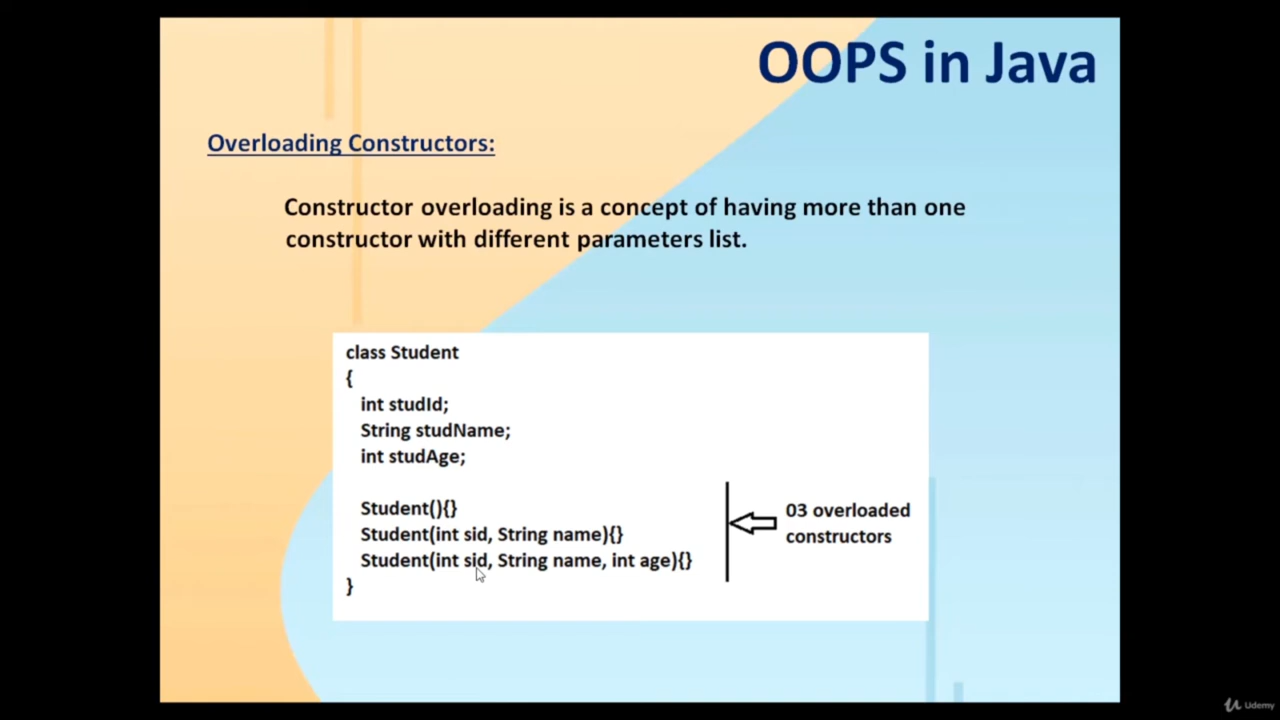 OOPS in Java
Overloading Constructors:
Constructor overloading is a concept of having more than one
constructor with different parameters list.
class Student
{
int studId;
String studName;
int studAge;
Student(){}
Student(int sid, String name){}
Student(int sid, String name, int age){}
}
03 overloaded
constructors
Udemy